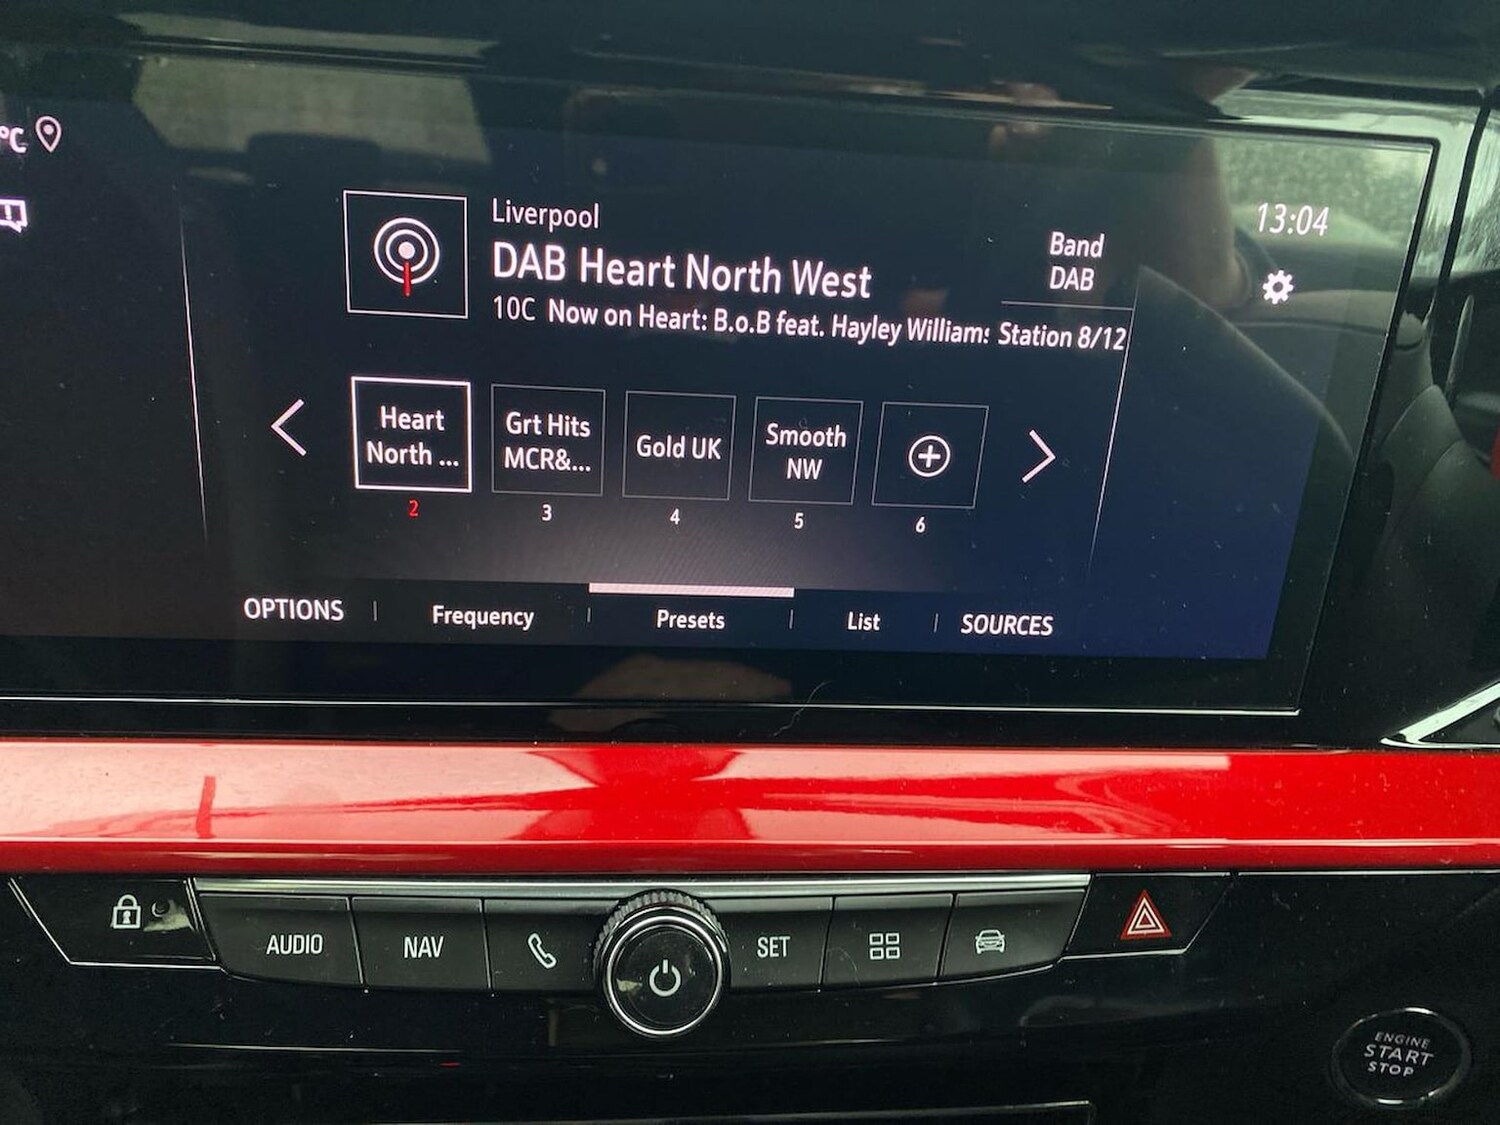 °C
Liverpool
DAB Heart North West
10C Now on Heart: B.o.B feat. Hayley Williams Station 8/12
Band
DAB
13:04
Heart
North ...
2
Grt Hits
MCR&...
3
Gold UK
4
Smooth
NW
5
6
OPTIONS
Frequency
Presets
List
SOURCES
AUDIO
NAV
SET
ENGINE
START
STOP